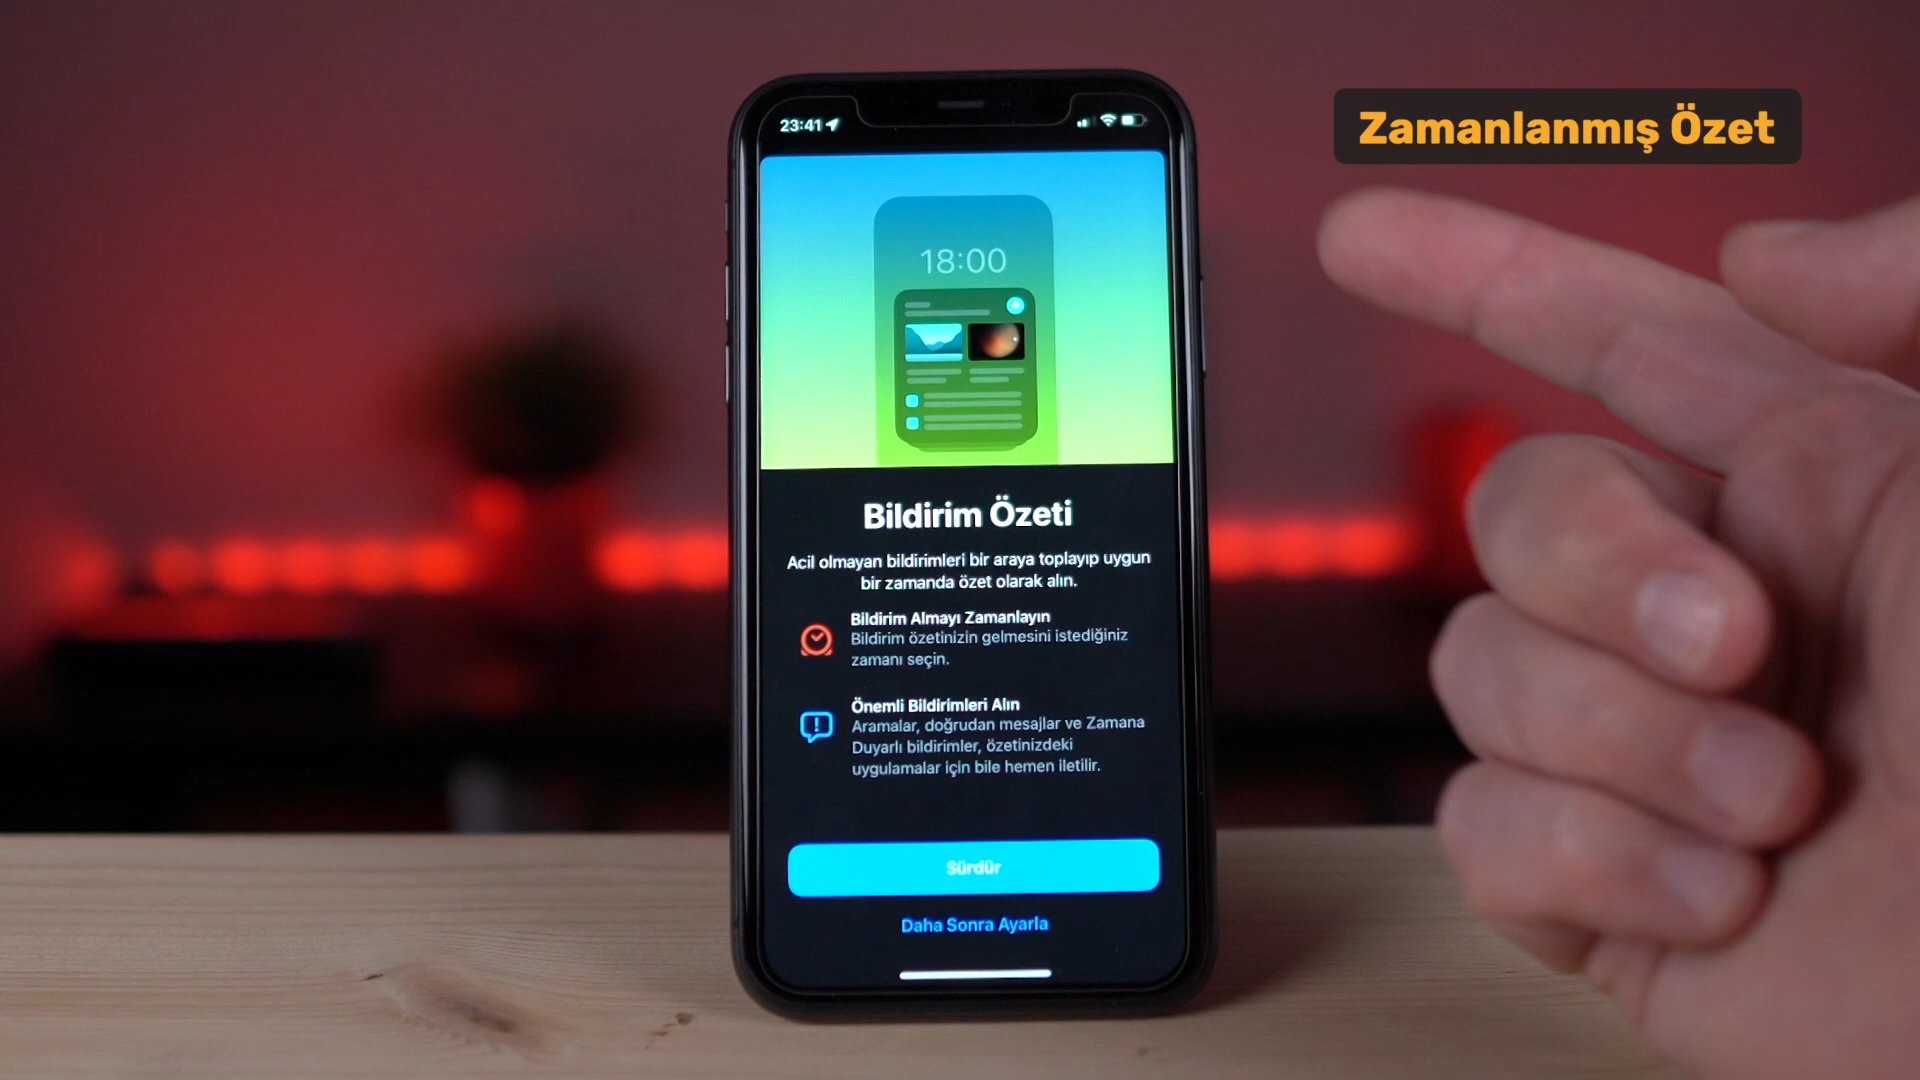 Zamanlanmış Özet
23:41
18:00
Bildirim Özeti
Acil olmayan bildirimleri bir araya toplayıp uygun
bir zamanda özet olarak alın.
Bildirim Almayı Zamanlayın
Bildirim özetinizin gelmesini istediğiniz
zamanı seçin.
Önemli Bildirimleri Alın
Aramalar, doğrudan mesajlar ve Zamana
Duyarlı bildirimler, özetinizdeki
uygulamalar için bile hemen iletilir.
Sürdür
Daha Sonra Ayarla